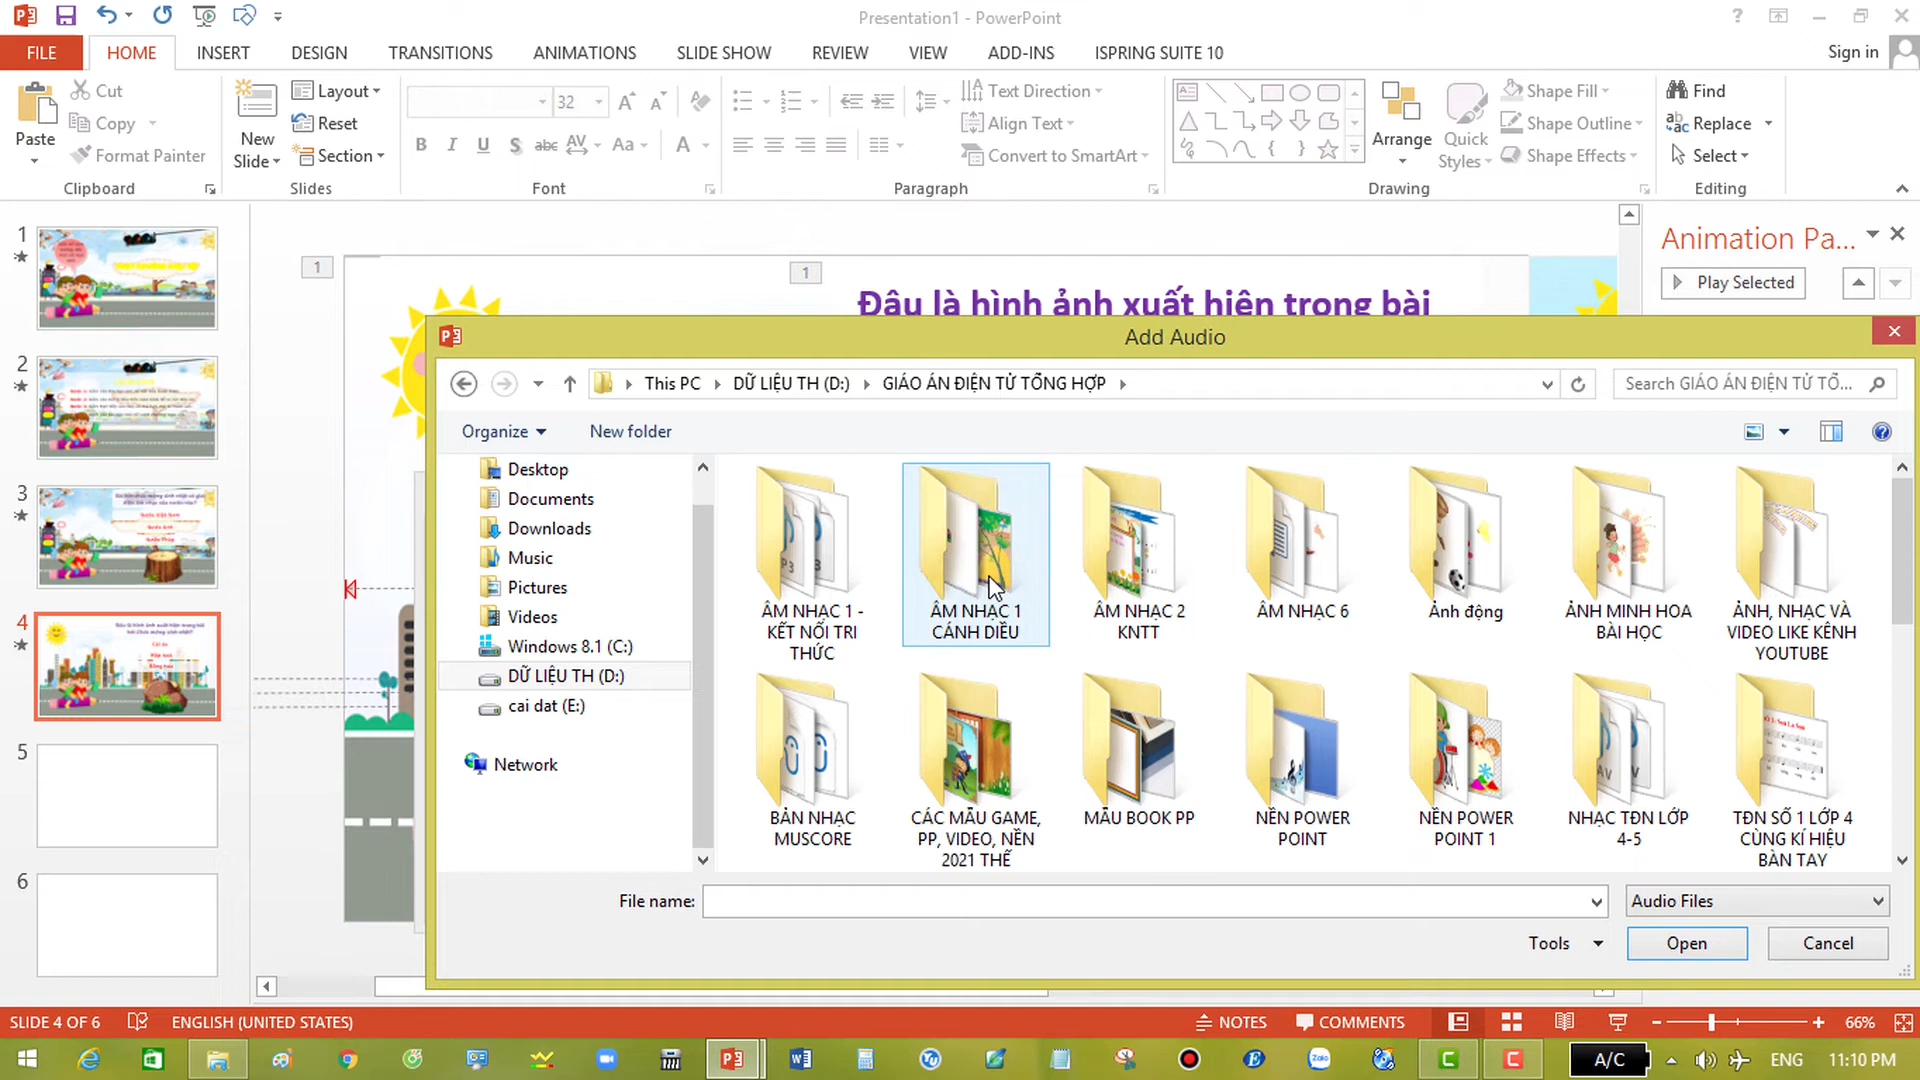 Presentation1 - PowerPoint
?
FILE
HOME
INSERT
DESIGN
TRANSITIONS
ANIMATIONS
SLIDE SHOW
REVIEW
VIEW
ADD-INS
ISPRING SUITE 10
Sign in
Paste
Cut
Copy
Format Painter
Clipboard
New
Slide
Layout
Reset
Section
Slides
32
Font
Text Direction
Align Text
Convert to SmartArt
Paragraph
Arrange
Quick
Styles
Shape Fill
Shape Outline
Shape Effects
Drawing
Find
Replace
Select
Editing
1
2
3
4
5
6
1
1
Đâu là hình ảnh xuất hiện trong bài
Animation Pa...
Play Selected
Add Audio
This PC
DỮ LIỆU TH (D:)
GIÁO ÁN ĐIỆN TỬ TỔNG HỢP
Search GIÁO ÁN ĐIỆN TỬ TỔ...
Organize
New folder
Desktop
Documents
Downloads
Music
Pictures
Videos
Windows 8.1 (C:)
DỮ LIỆU TH (D:)
cai dat (E:)
Network
ÂM NHẠC 1 -
KẾT NỐI TRI
THỨC
ÂM NHẠC 1
CÁNH DIỀU
ÂM NHẠC 2
KNTT
ÂM NHẠC 6
Ảnh động
ẢNH MINH HOA
BÀI HỌC
ẢNH, NHẠC VÀ
VIDEO LIKE KÊNH
YOUTUBE
BẢN NHẠC
MUSCORE
CÁC MẪU GAME,
PP, VIDEO, NỀN
2021 THẾ
MẪU BOOK PP
NỀN POWER
POINT
NỀN POWER
POINT 1
NHẠC TĐN LỚP
4-5
TĐN SỐ 1 LỚP 4
CÙNG KÍ HIỆU
BÀN TAY
File name:
Audio Files
Tools
Open
Cancel
SLIDE 4 OF 6
ENGLISH (UNITED STATES)
NOTES
COMMENTS
66%
A/C
ENG
11:10 PM